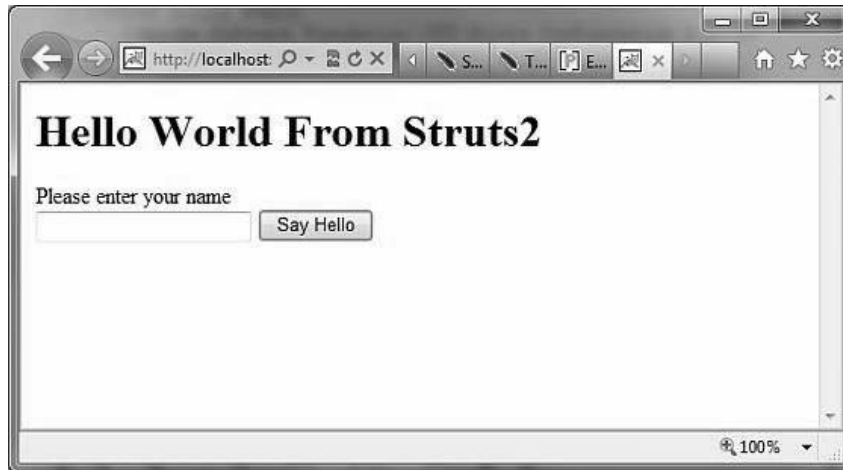 http://localhost:
S...
T...
[P] E...
Hello World From Struts2
Please enter your name
Say Hello
100%